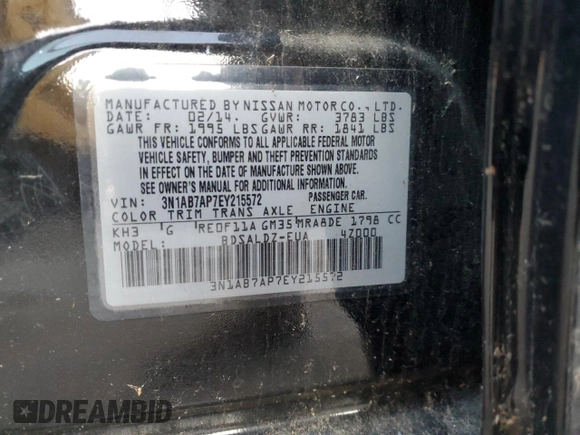 MANUFACTURED BY NISSAN MOTOR CO., LTD.
DATE: 02/14. GVWR: 3783 LBS
GAWR FR: 1995 LBS GAWR RR: 1841 LBS
THIS VEHICLE CONFORMS TO ALL APPLICABLE FEDERAL MOTOR
VEHICLE SAFETY, BUMPER AND THEFT PREVENTION STANDARDS
IN EFFECT ON THE DATE OF MANUFACTURE SHOWN ABOVE.
SEE OWNER'S MANUAL FOR ADDITIONAL INFORMATION.
VIN: 3N1AB7AP7EY215572 PASSENGER CAR.
COLOR TRIM TRANS AXLE ENGINE
KH3 G RE0F11A GM35 MRA8DE 1798 CC
MODEL: BDSALDZ-EUA 47000
3N1AB7AP7EY215572
DREAMBID